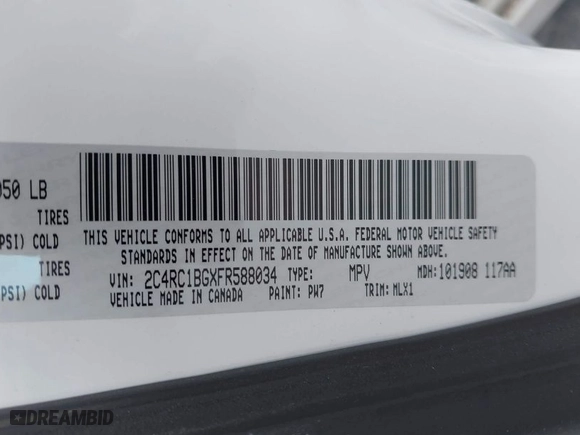 050 LB
TIRES
PSI) COLD
TIRES
PSI) COLD
THIS VEHICLE CONFORMS TO ALL APPLICABLE U.S.A. FEDERAL MOTOR VEHICLE SAFETY
STANDARDS IN EFFECT ON THE DATE OF MANUFACTURE SHOWN ABOVE.
VIN: 2C4RC1BGXFR588034 TYPE: MPV MDH: 101908 117AA
VEHICLE MADE IN CANADA PAINT: PW7 TRIM: MLX1
DREAMBID